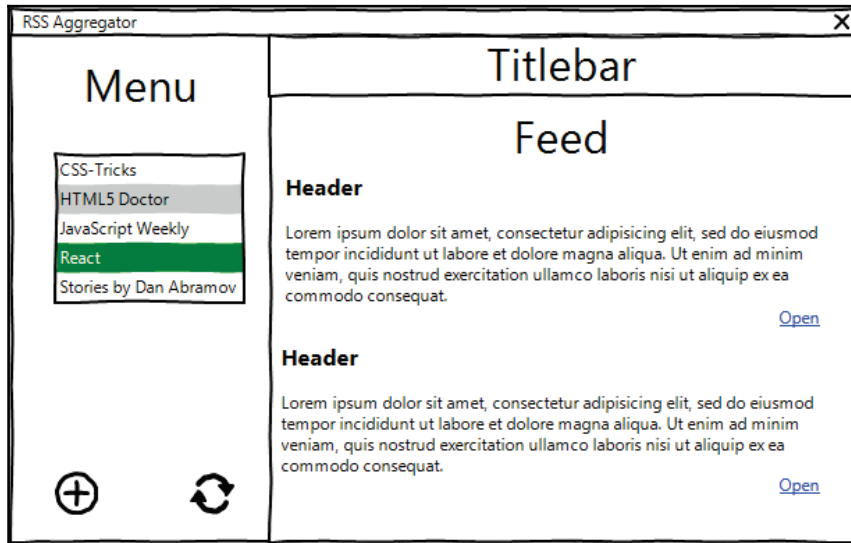 RSS Aggregator
Menu
CSS-Tricks
HTML5 Doctor
JavaScript Weekly
React
Stories by Dan Abramov
Titlebar
Feed
Header
Lorem ipsum dolor sit amet, consectetur adipisicing elit, sed do eiusmod
tempor incididunt ut labore et dolore magna aliqua. Ut enim ad minim
veniam, quis nostrud exercitation ullamco laboris nisi ut aliquip ex ea
commodo consequat.
Open
Header
Lorem ipsum dolor sit amet, consectetur adipisicing elit, sed do eiusmod
tempor incididunt ut labore et dolore magna aliqua. Ut enim ad minim
veniam, quis nostrud exercitation ullamco laboris nisi ut aliquip ex ea
commodo consequat.
Open